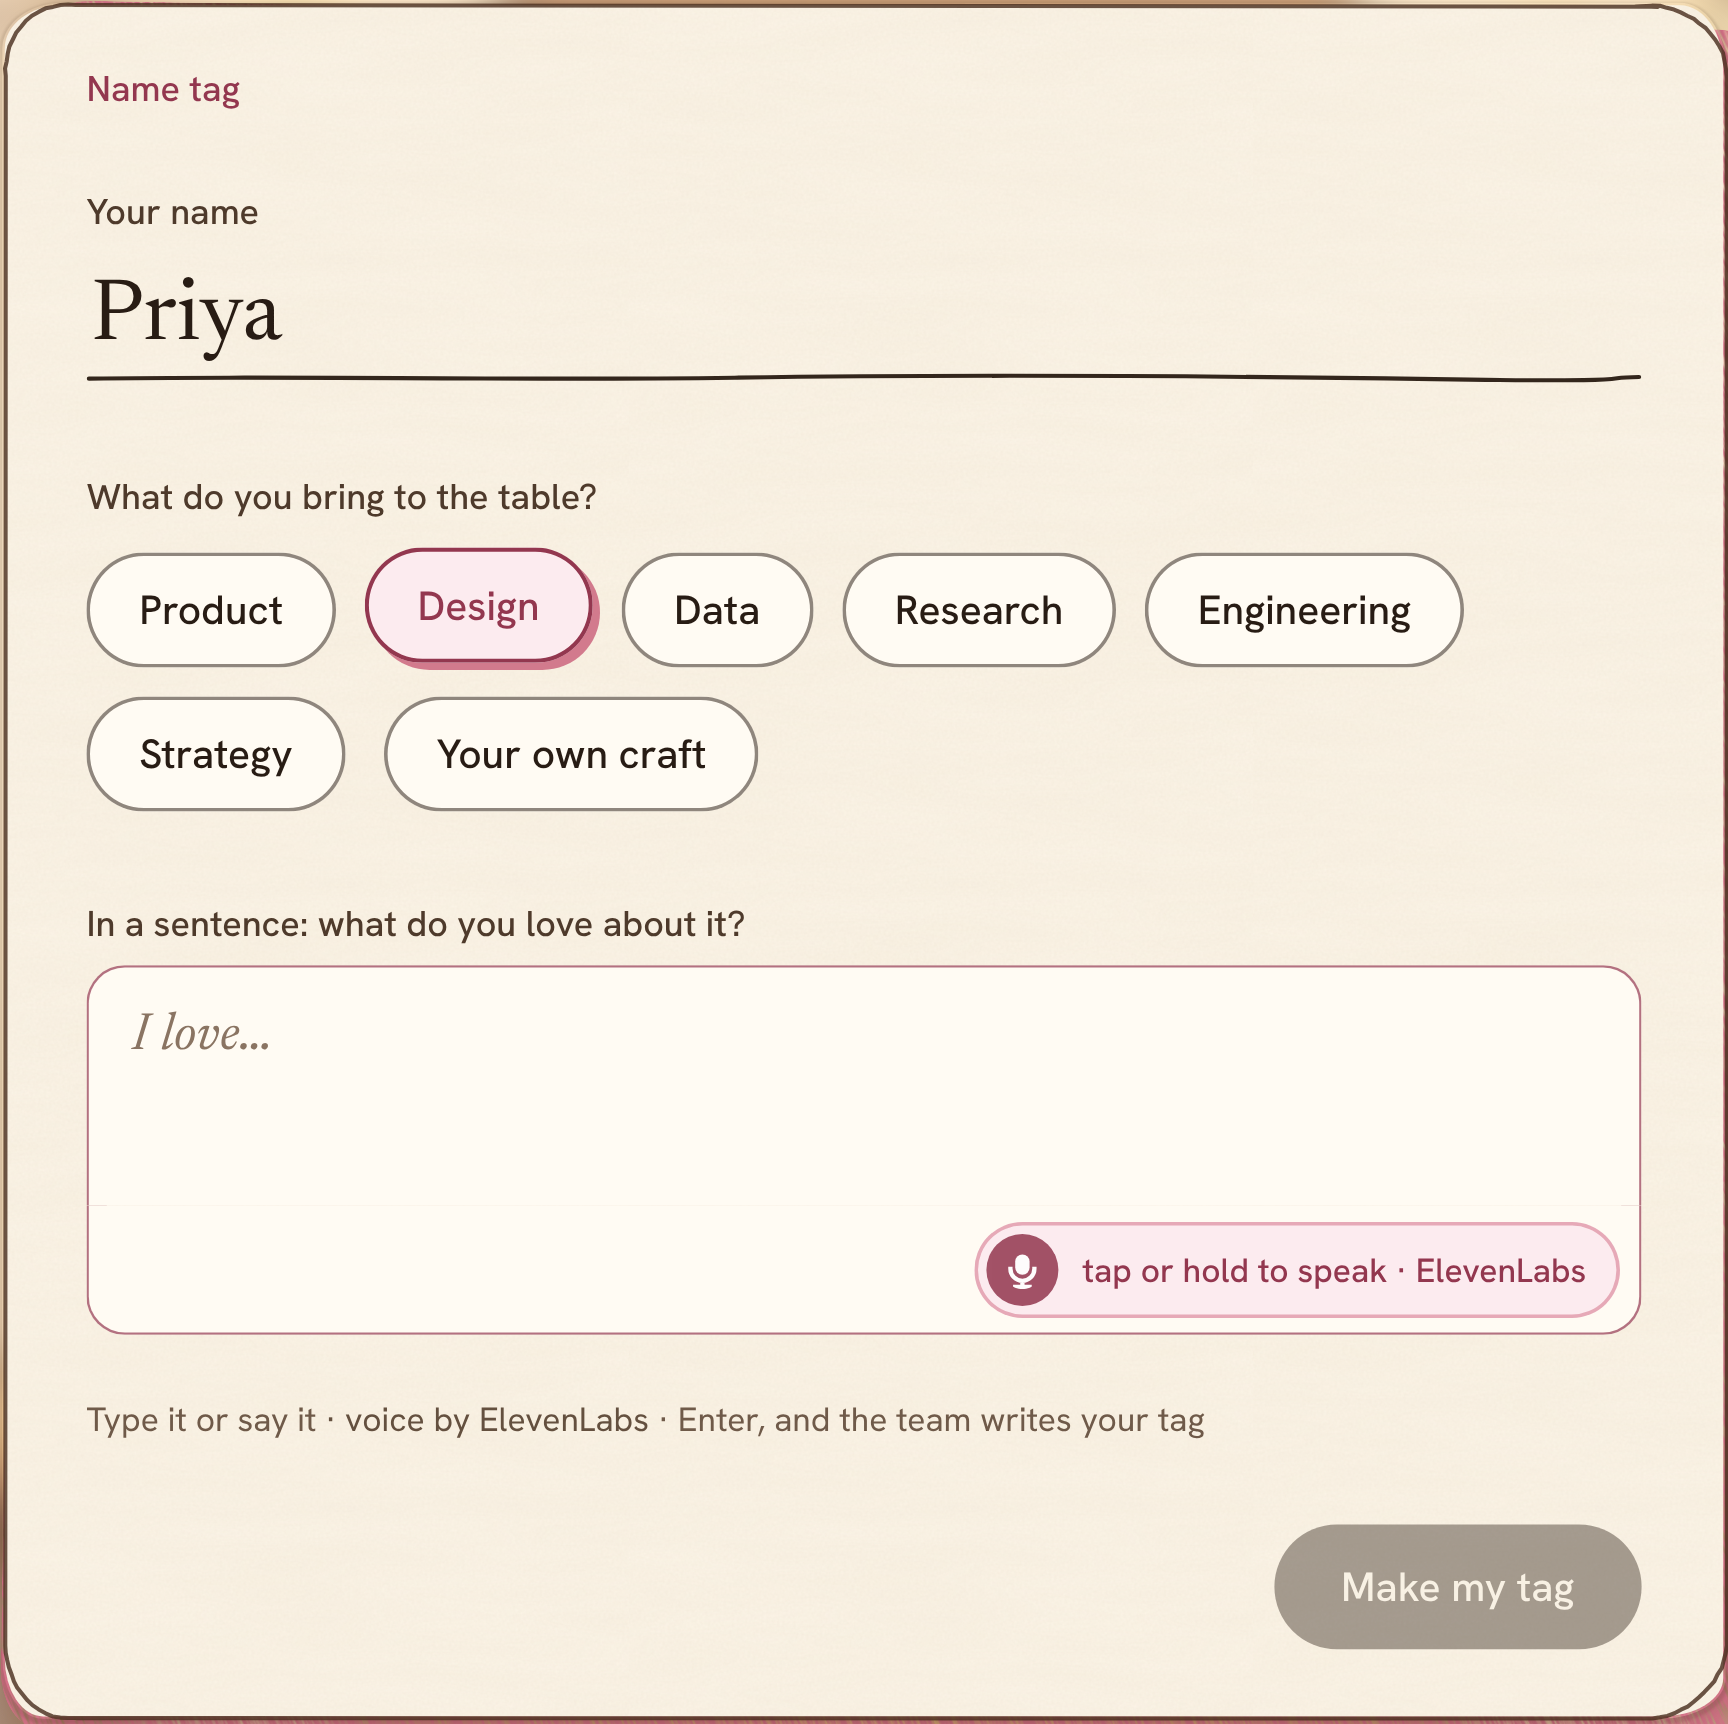 Name tag
Your name
Priya
What do you bring to the table?
Product Design Data Research Engineering
Strategy Your own craft
In a sentence: what do you love about it?
I love...
tap or hold to speak · ElevenLabs
Type it or say it · voice by ElevenLabs · Enter, and the team writes your tag
Make my tag